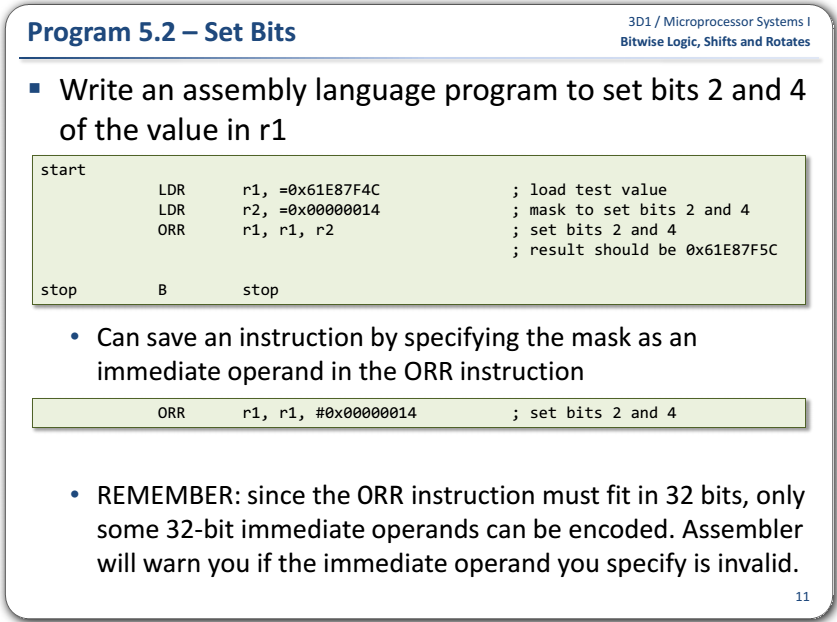 Program 5.2 – Set Bits
3D1 / Microprocessor Systems I
Bitwise Logic, Shifts and Rotates
▪ Write an assembly language program to set bits 2 and 4
of the value in r1
start
LDR r1, =0x61E87F4C ; load test value
LDR r2, =0x00000014 ; mask to set bits 2 and 4
ORR r1, r1, r2 ; set bits 2 and 4
; result should be 0x61E87F5C
stop B stop
• Can save an instruction by specifying the mask as an
immediate operand in the ORR instruction
ORR r1, r1, #0x00000014 ; set bits 2 and 4
• REMEMBER: since the ORR instruction must fit in 32 bits, only
some 32-bit immediate operands can be encoded. Assembler
will warn you if the immediate operand you specify is invalid.
11